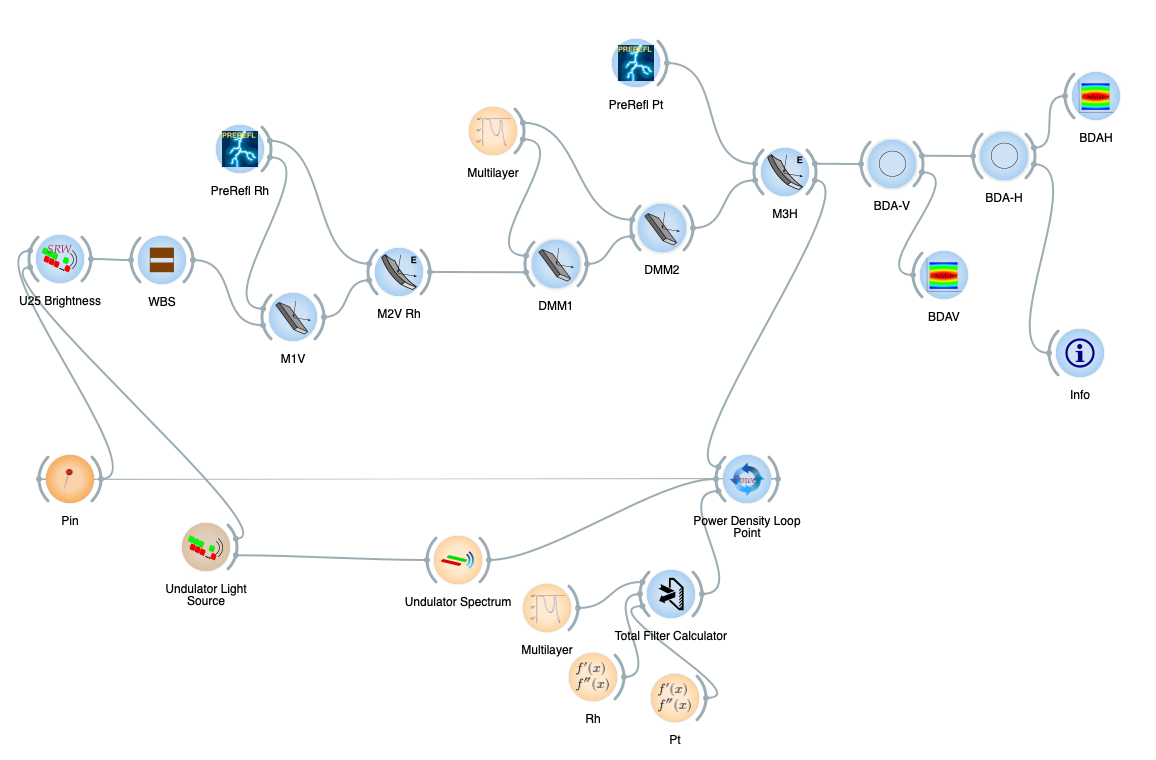 PREREFL
PreRefl Pt
BDAH
Multilayer
PREREFL
PreRefl Rh
E
M3H
BDA-V
BDA-H
SRW
U25 Brightness
WBS
M1V
E
M2V Rh
DMM1
DMM2
BDAV
Info
Pin
Power
Power Density Loop
Point
Undulator Light
Source
Undulator Spectrum
Multilayer
Total Filter Calculator
f′(x)
f″(x)
Rh
f′(x)
f″(x)
Pt